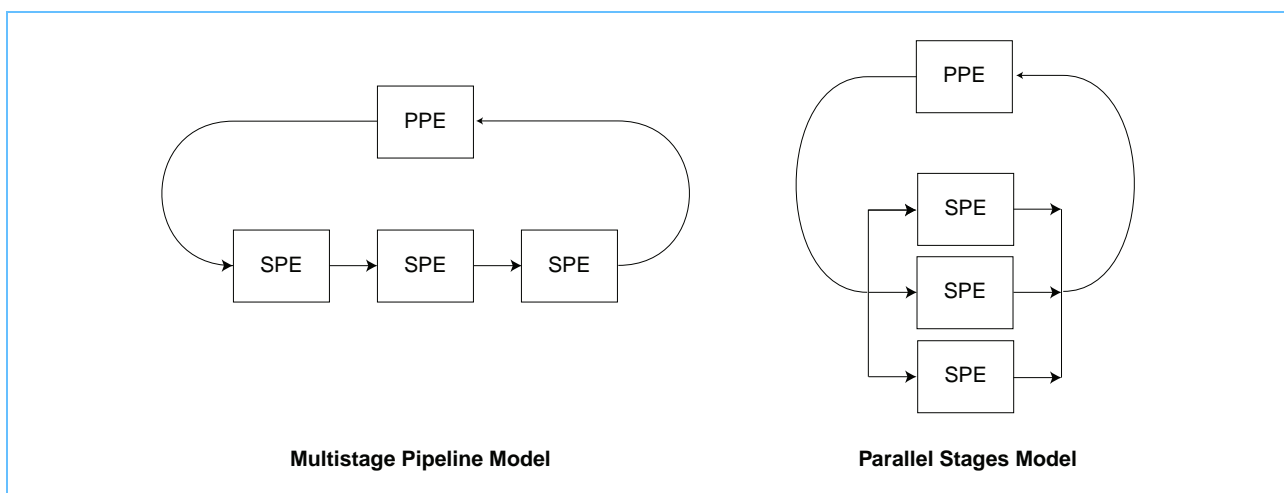 PPE
SPE
SPE
SPE
Multistage Pipeline Model
PPE
SPE
SPE
SPE
Parallel Stages Model